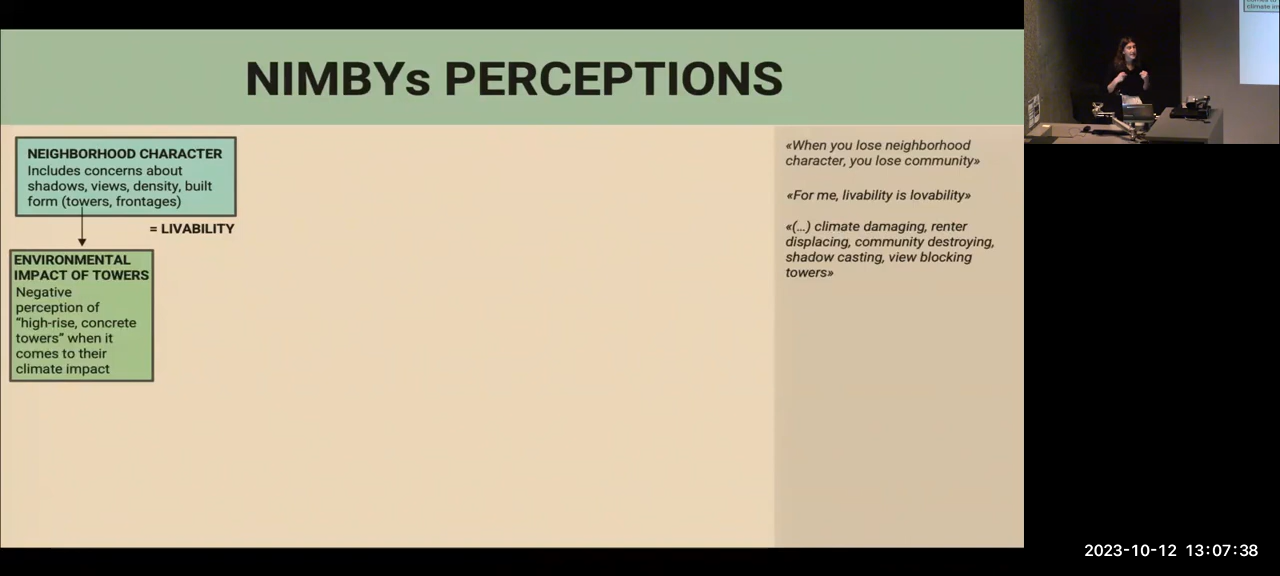 NIMBYs PERCEPTIONS
NEIGHBORHOOD CHARACTER
Includes concerns about
shadows, views, density, built
form (towers, frontages)
= LIVABILITY
ENVIRONMENTAL
IMPACT OF TOWERS
Negative
perception of
“high-rise, concrete
towers” when it
comes to their
climate impact
«When you lose neighborhood
character, you lose community»
«For me, livability is lovability»
«(...) climate damaging, renter
displacing, community destroying,
shadow casting, view blocking
towers»
climate im
2023-10-12 13:07:38